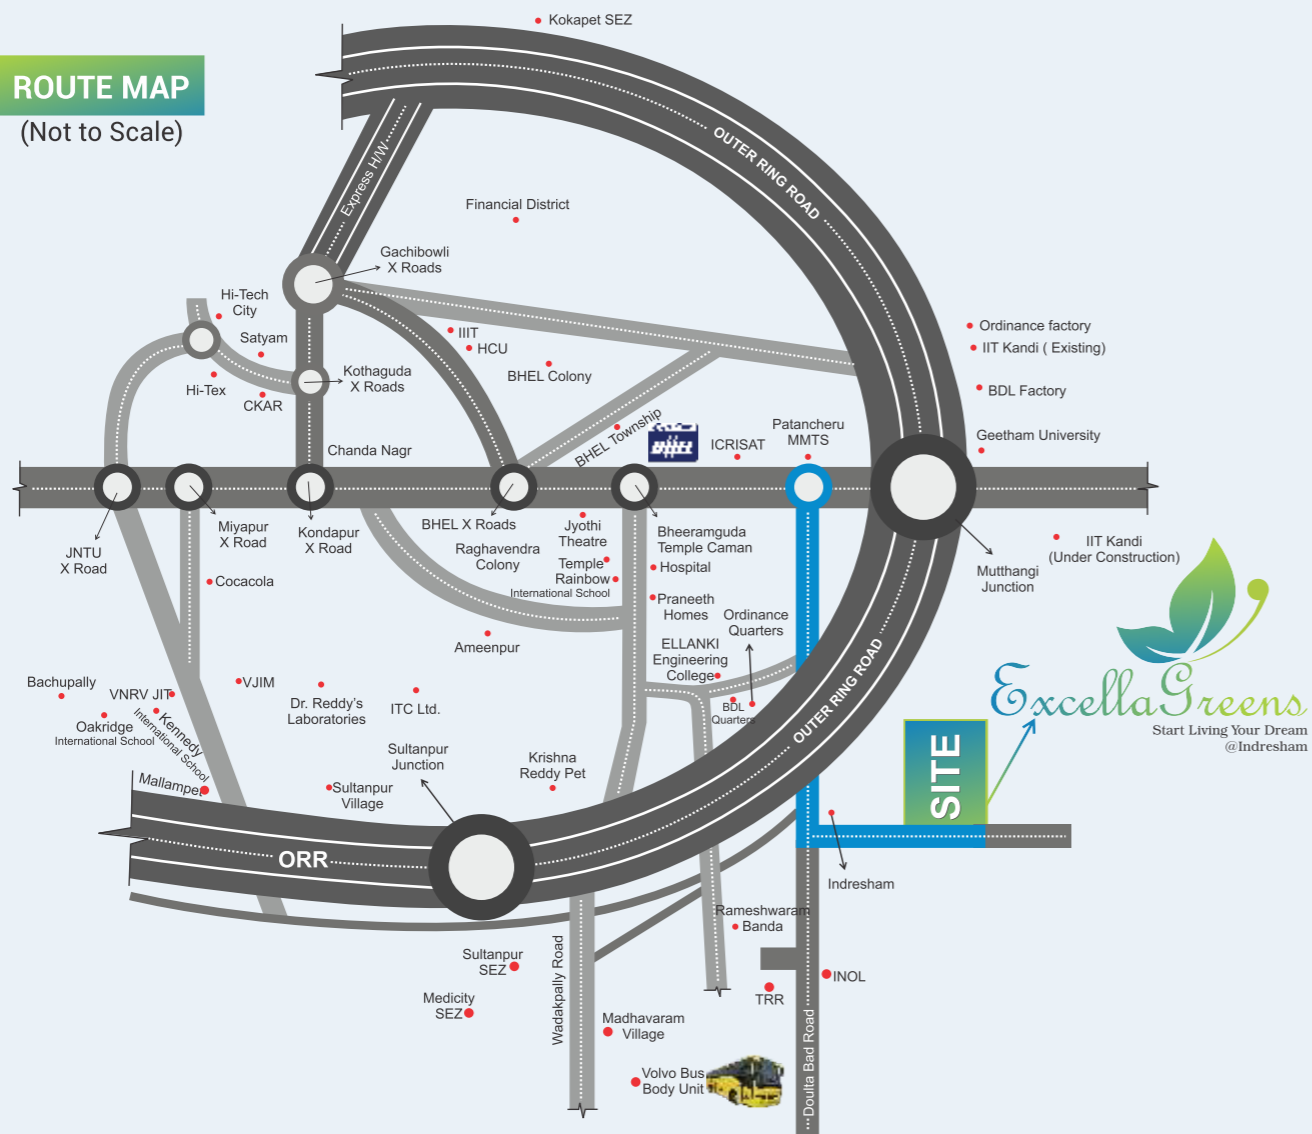 Kokapet SEZ
ROUTE MAP
(Not to Scale)
OUTER RING ROAD
Express H/W
Financial District
Gachibowli
X Roads
Hi-Tech
City
Satyam
Hi-Tex
CKAR
Kothaguda
X Roads
IIIT
HCU
BHEL Colony
Ordinance factory
IIT Kandi ( Existing)
BDL Factory
Geetham University
Chanda Nagr
BHEL Township
ICRISAT
Patancheru
MMTS
JNTU
X Road
Miyapur
X Road
Kondapur
X Road
BHEL X Roads
Raghavendra
Colony
Jyothi
Theatre
Temple
Rainbow
International School
Bheeramguda
Temple Caman
Hospital
Praneeth
Homes
Mutthangi
Junction
IIT Kandi
(Under Construction)
Cocacola
Ameenpur
Ordinance
Quarters
ELLANKI
Engineering
College
BDL
Quarters
OUTER RING ROAD
Bachupally
VNRV JIT
Oakridge
International School
Kennedy
International School
Mallampet
VJIM
Dr. Reddy's
Laboratories
ITC Ltd.
Sultanpur
Junction
Sultanpur
Village
Krishna
Reddy Pet
Excella Greens
Start Living Your Dream
@Indresham
SITE
ORR
Indresham
Rameshwaram
Banda
Sultanpur
SEZ
Medicity
SEZ
Wadakpally Road
Madhavaram
Village
Volvo Bus
Body Unit
TRR
INOL
Doulta Bad Road